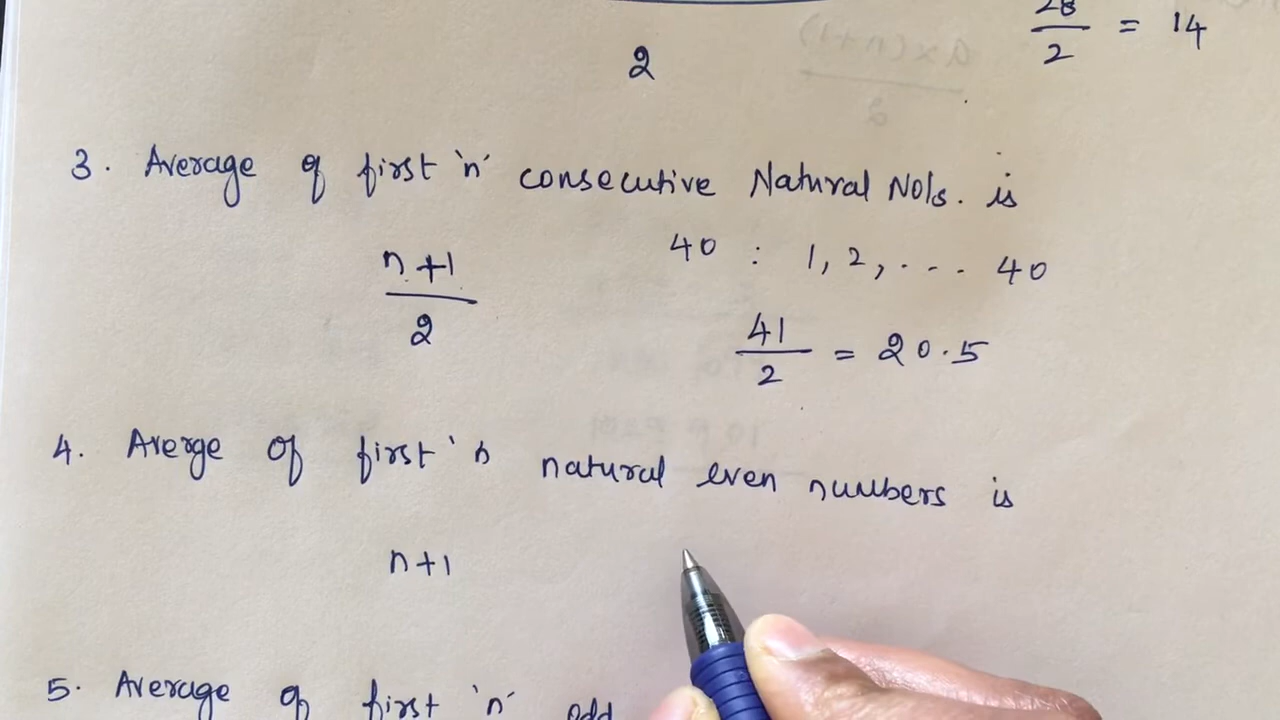 28
2
/ 2 = 14
3. Average of first 'n' consecutive Natural No/s. is
n+1 / 2
40 : 1, 2, ... 40
41 / 2 = 20.5
4. Averge of first 'n natural even numbers is
n+1
5. Average of first 'n' odd